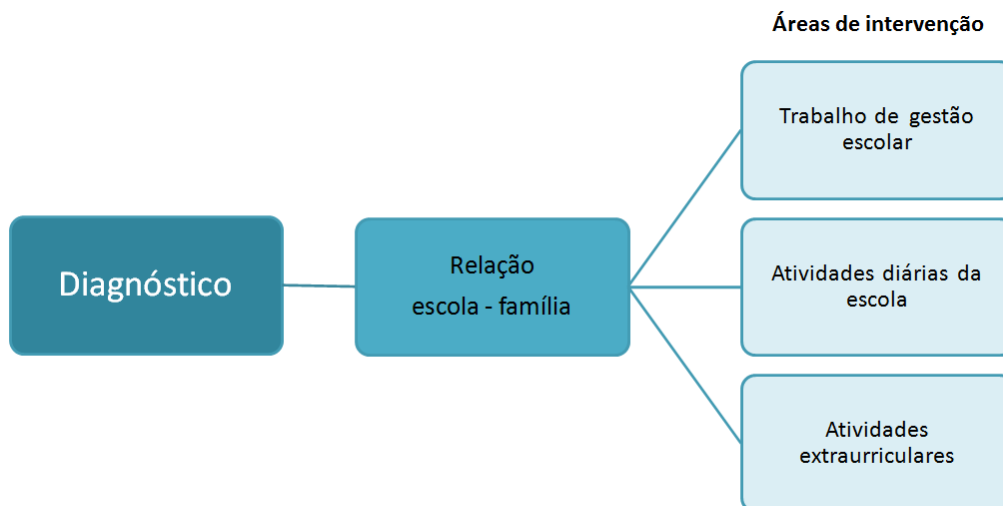 Áreas de intervenção
Trabalho de gestão
escolar
Diagnóstico
Relação
escola - família
Atividades diárias da
escola
Atividades
extraurriculares